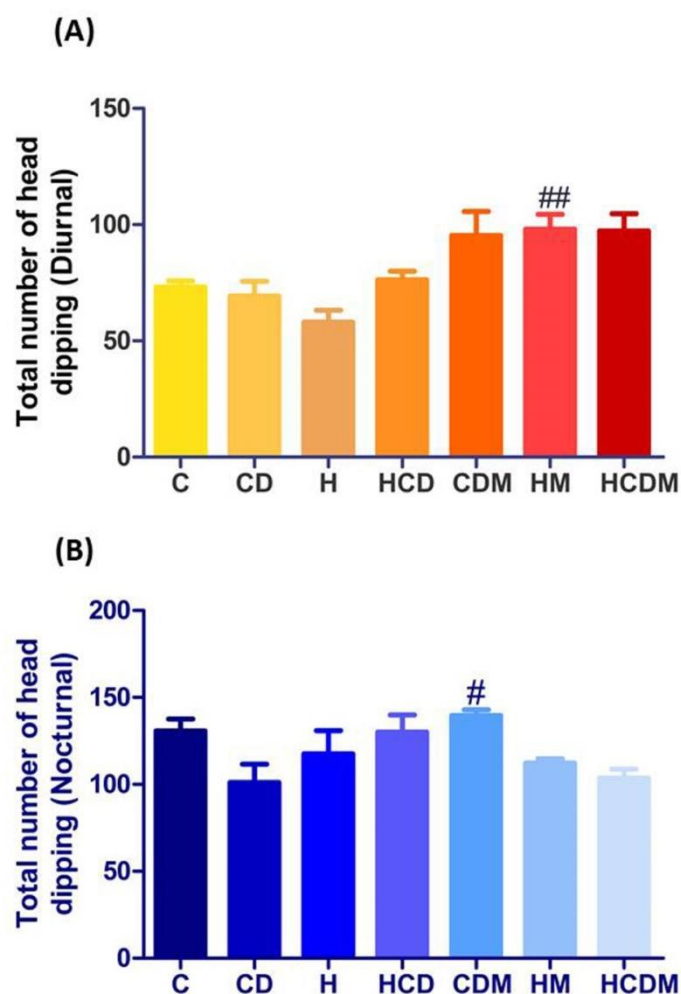 (A)
Total number of head
dipping (Diurnal)
150
100
50
0
##
C CD H HCD CDM HM HCDM
(B)
Total number of head
dipping (Nocturnal)
200
150
100
50
0
#
C CD H HCD CDM HM HCDM